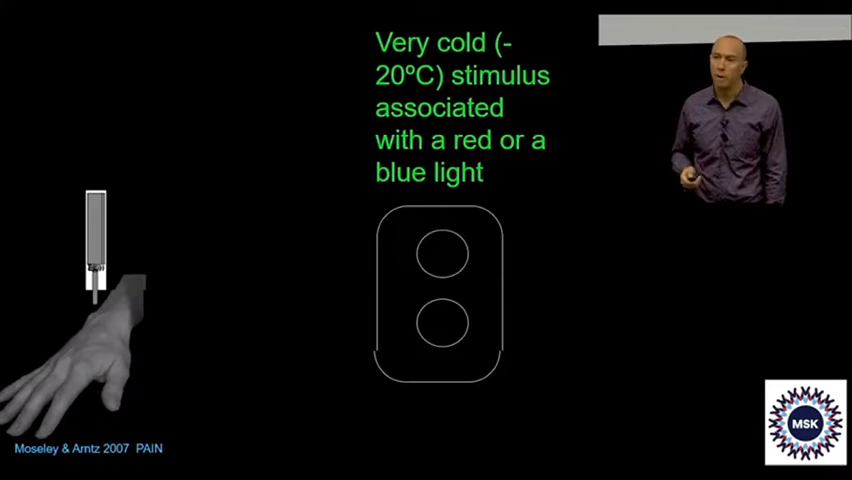 Very cold (-
20ºC) stimulus
associated
with a red or a
blue light
MSK
Moseley & Arntz 2007 PAIN